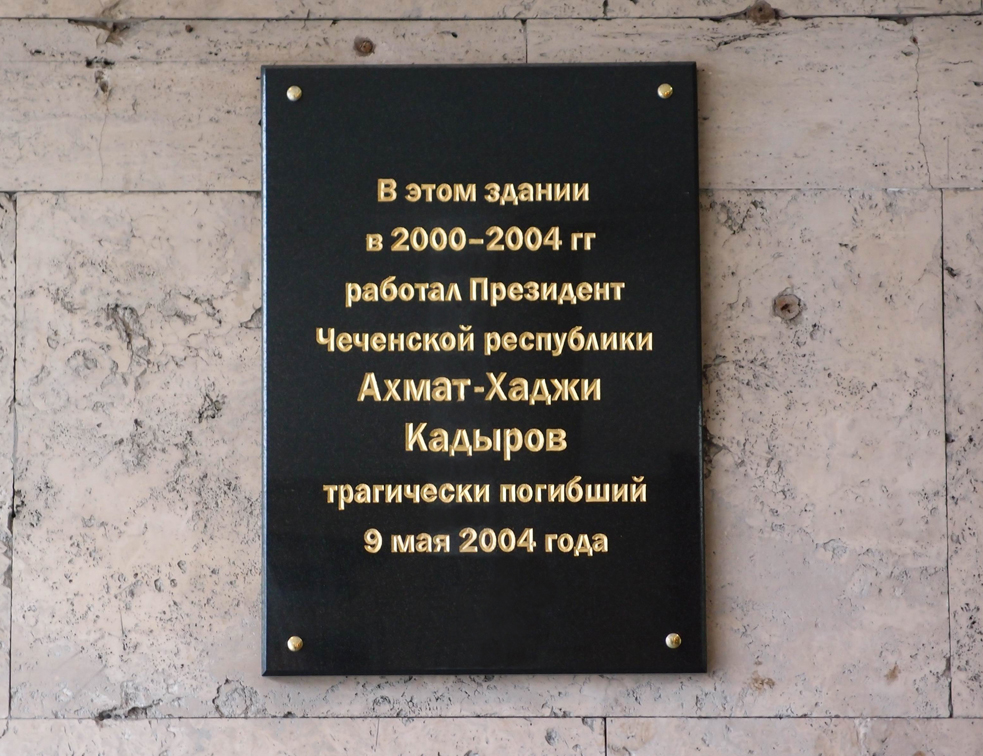 В этом здании
в 2000–2004 гг
работал Президент
Чеченской республики
Ахмат-Хаджи
Кадыров
трагически погибший
9 мая 2004 года